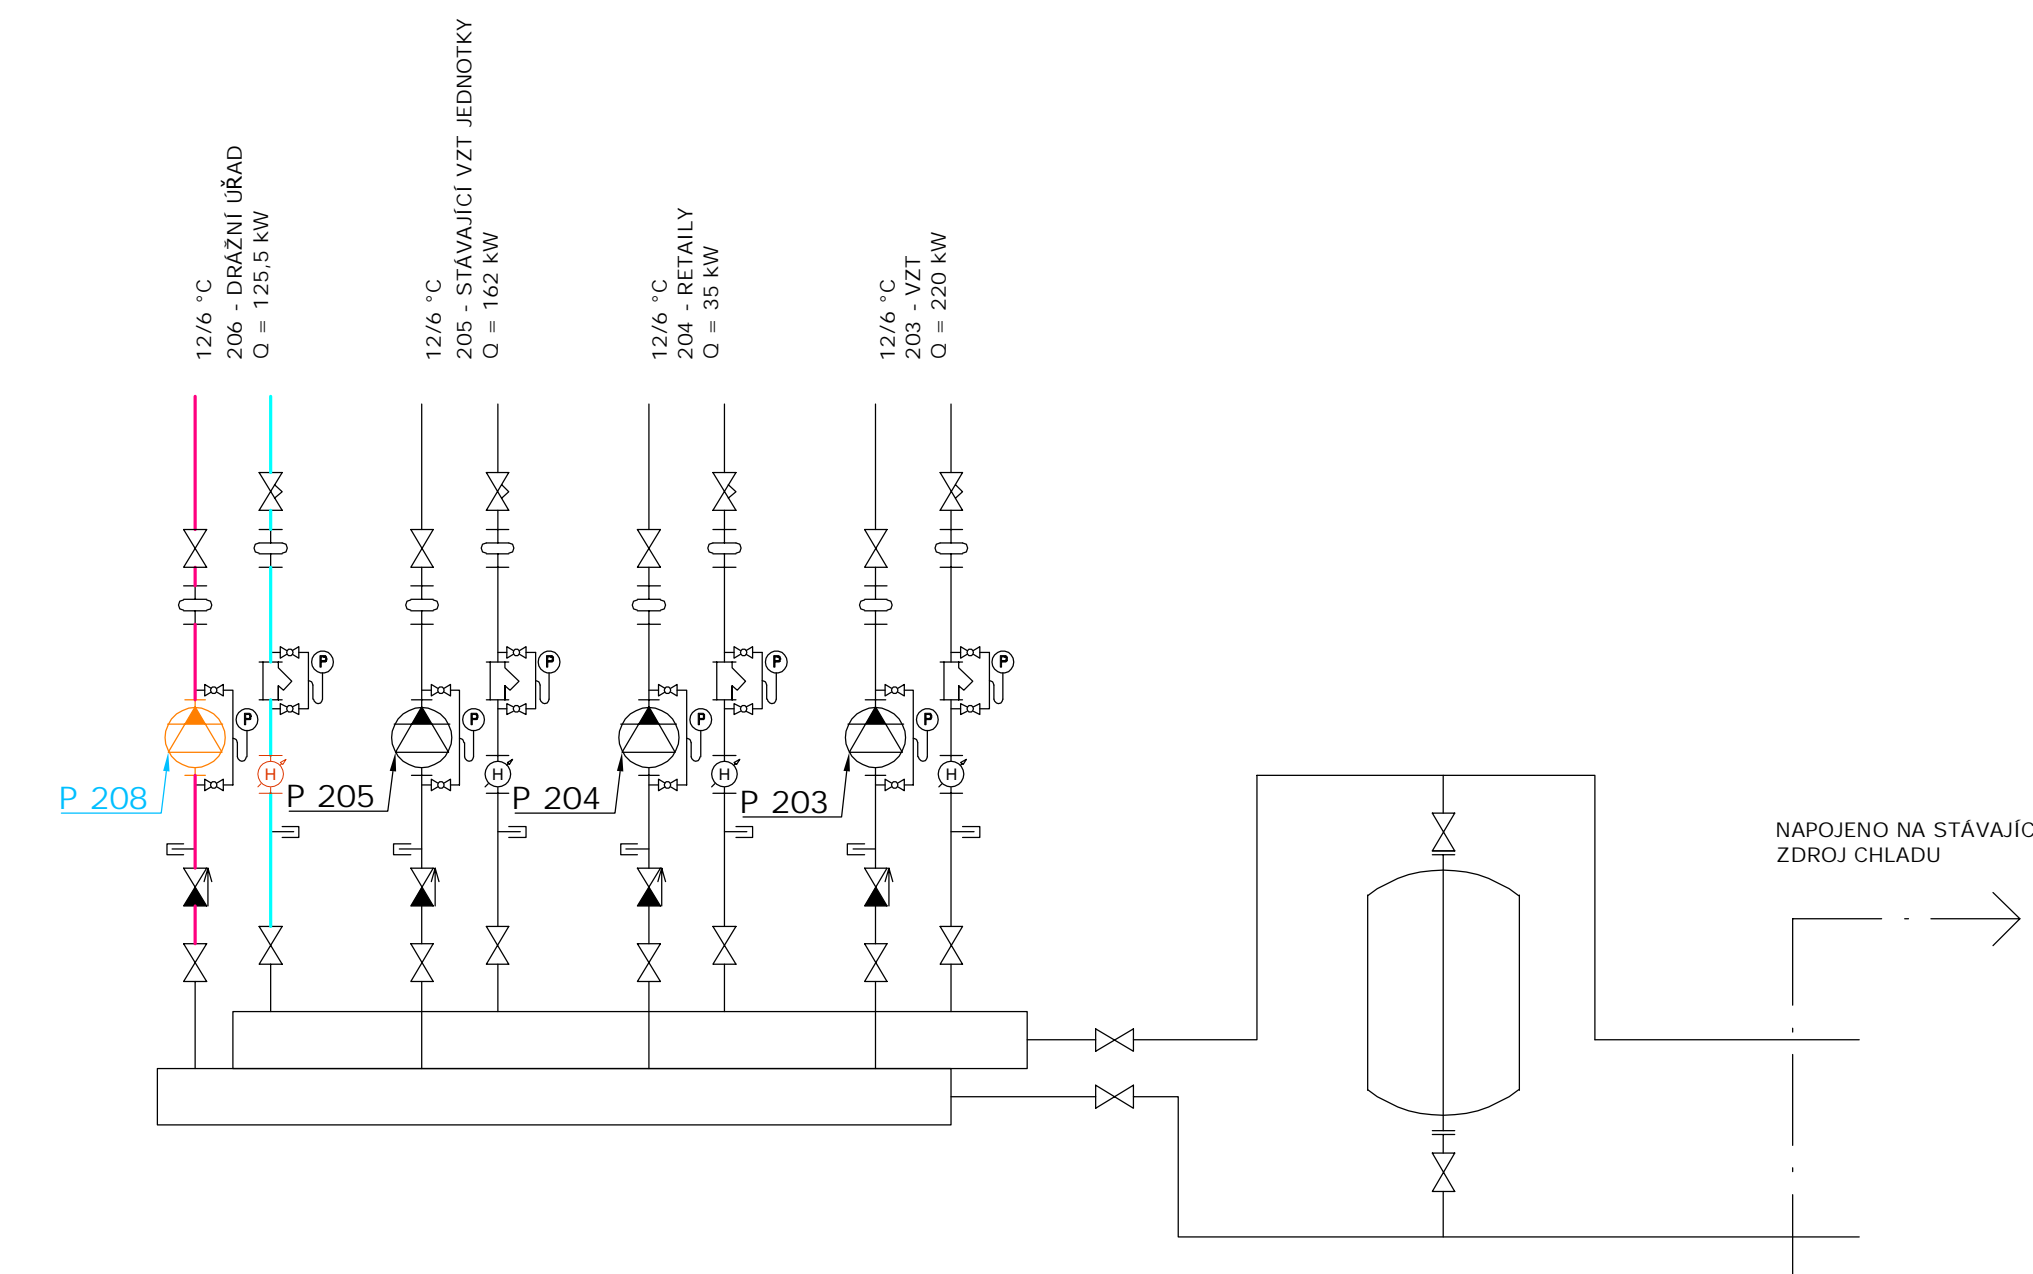 12/6 °C
206 - DRÁŽNÍ ÚŘAD
Q = 125,5 kW
12/6 °C
205 - STÁVAJÍCÍ VZT JEDNOTKY
Q = 162 kW
12/6 °C
204 - RETAILY
Q = 35 kW
12/6 °C
203 - VZT
Q = 220 kW
P
P
P
P
P
P
P
P
H
H
H
H
P 208
P 205
P 204
P 203
NAPOJENO NA STÁVAJÍC
ZDROJ CHLADU